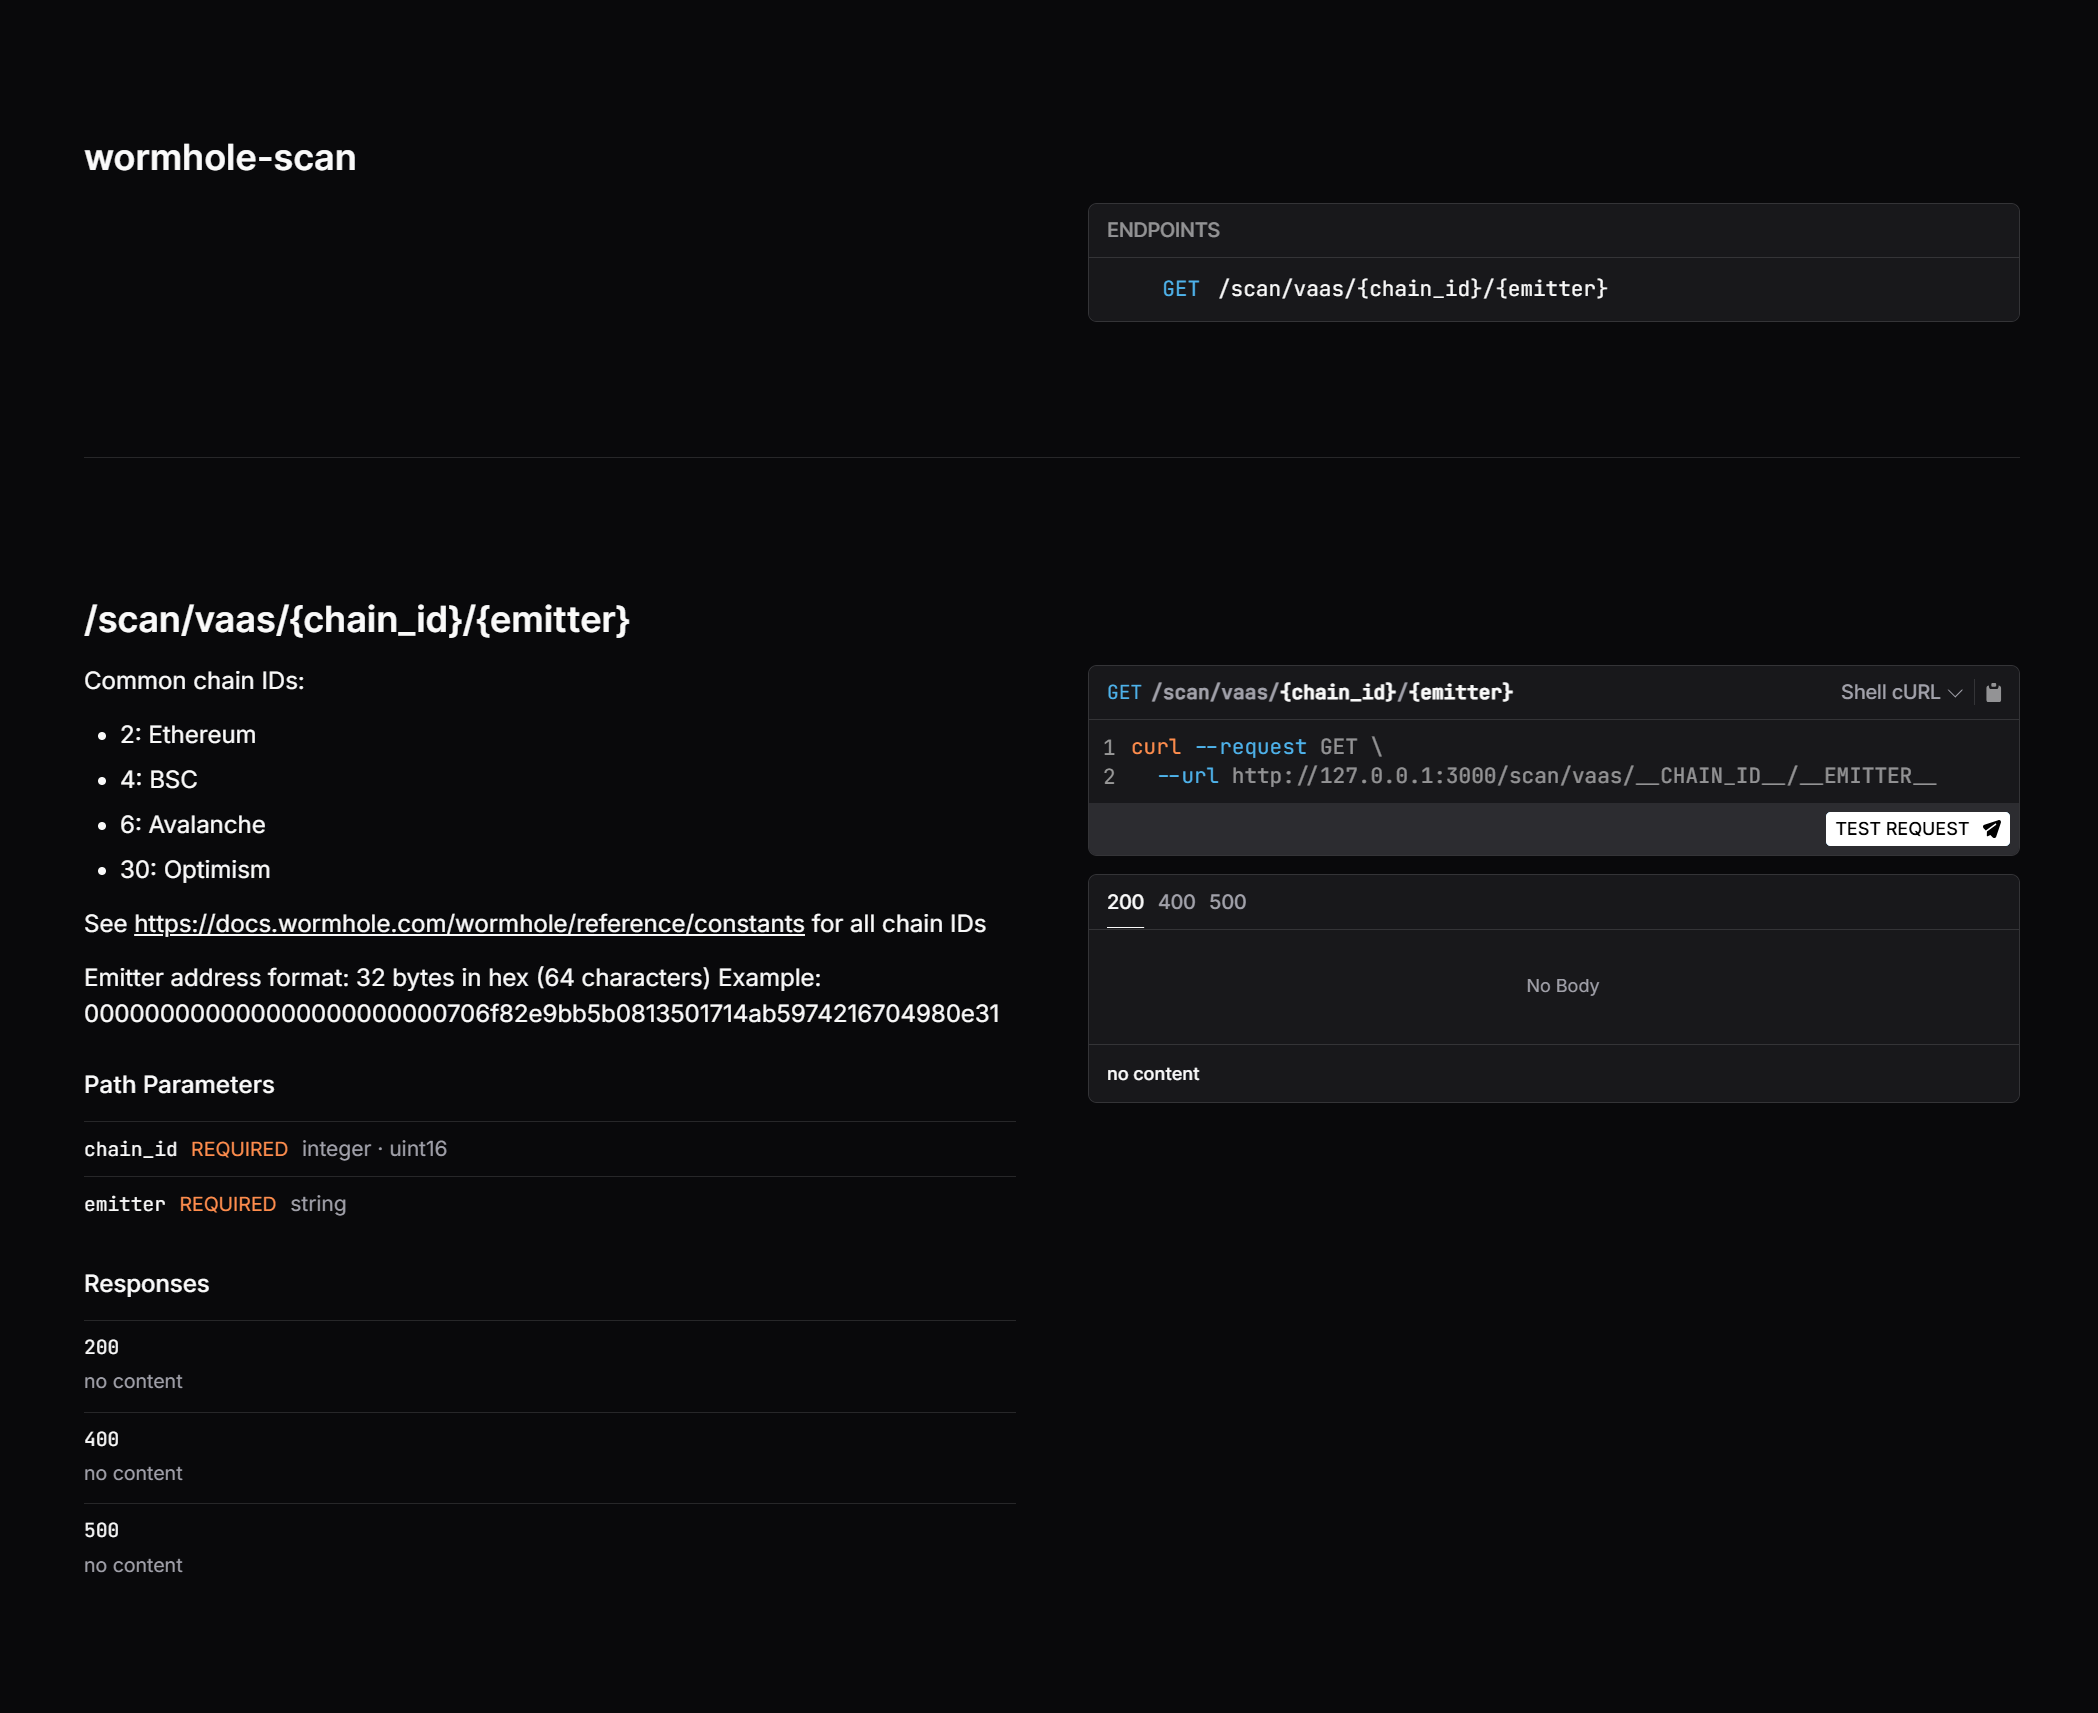 wormhole-scan
ENDPOINTS
GET /scan/vaas/{chain_id}/{emitter}
/scan/vaas/{chain_id}/{emitter}
Common chain IDs:
• 2: Ethereum
• 4: BSC
• 6: Avalanche
• 30: Optimism
See https://docs.wormhole.com/wormhole/reference/constants for all chain IDs
Emitter address format: 32 bytes in hex (64 characters) Example:
000000000000000000000000706f82e9bb5b0813501714ab5974216704980e31
Path Parameters
chain_id REQUIRED integer · uint16
emitter REQUIRED string
Responses
200
no content
400
no content
500
no content
GET /scan/vaas/{chain_id}/{emitter} Shell cURL
1 curl --request GET \
2 --url http://127.0.0.1:3000/scan/vaas/__CHAIN_ID__/__EMITTER__
TEST REQUEST
200 400 500
No Body
no content